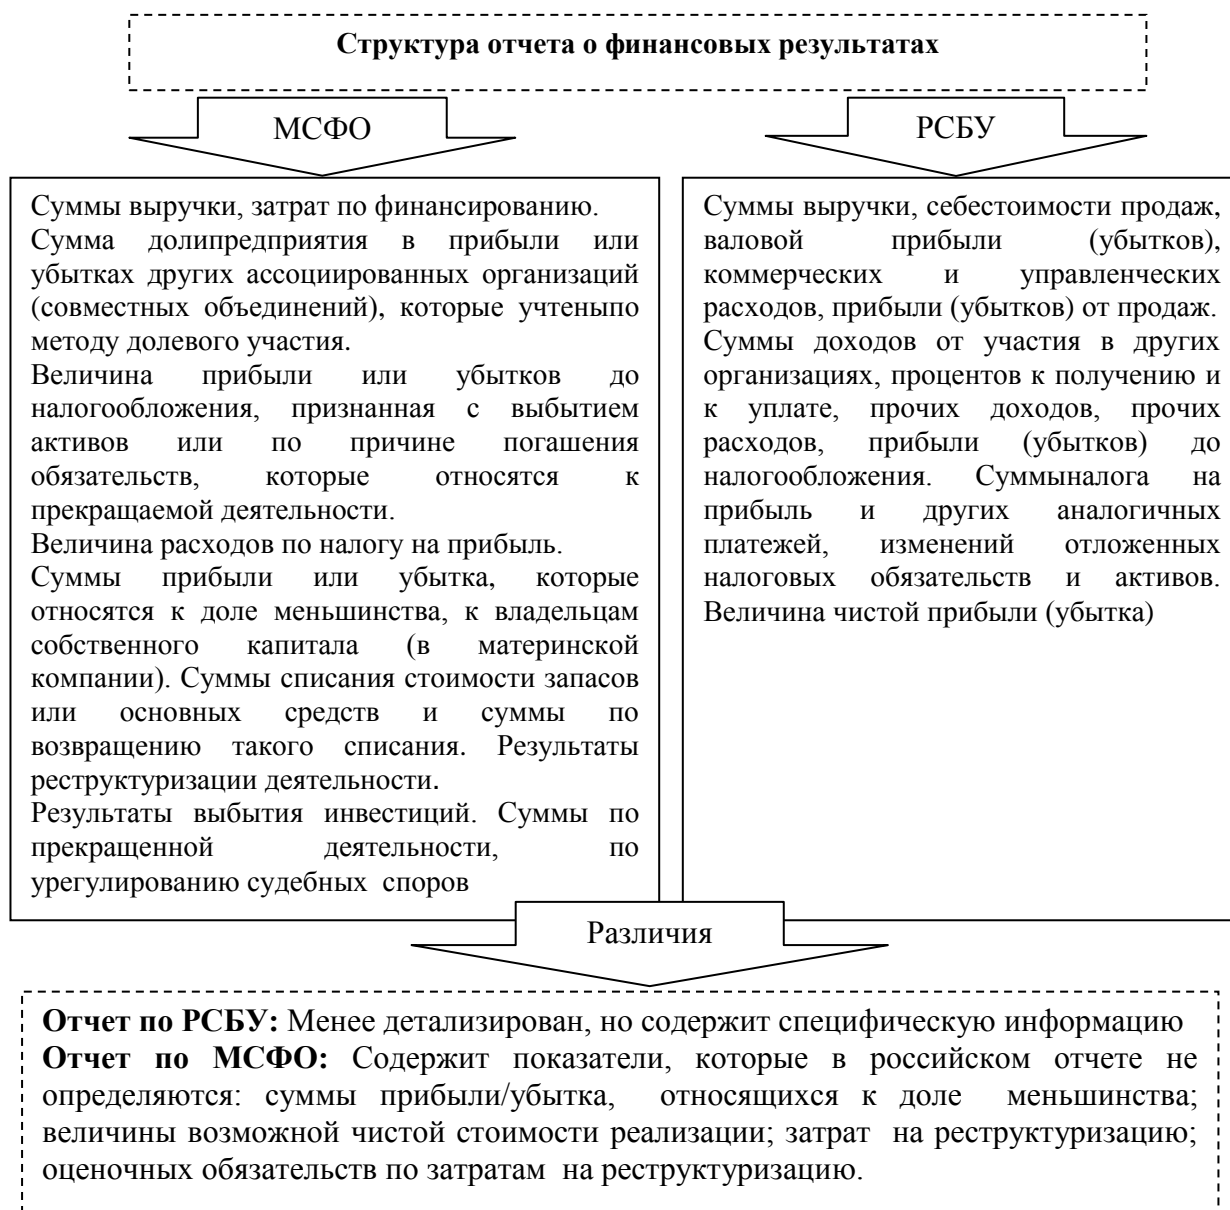 Структура отчета о финансовых результатах
МСФО
РСБУ
Суммы выручки, затрат по финансированию.
Сумма долипредприятия в прибыли или
убытках других ассоциированных организаций
(совместных объединений), которые учтеныпо
методу долевого участия.
Величина прибыли или убытков до
налогообложения, признанная с выбытием
активов или по причине погашения
обязательств, которые относятся к
прекращаемой деятельности.
Величина расходов по налогу на прибыль.
Суммы прибыли или убытка, которые
относятся к доле меньшинства, к владельцам
собственного капитала (в материнской
компании). Суммы списания стоимости запасов
или основных средств и суммы по
возвращению такого списания. Результаты
реструктуризации деятельности.
Результаты выбытия инвестиций. Суммы по
прекращенной деятельности, по
урегулированию судебных споров
Суммы выручки, себестоимости продаж,
валовой прибыли (убытков),
коммерческих и управленческих
расходов, прибыли (убытков) от продаж.
Суммы доходов от участия в других
организациях, процентов к получению и
к уплате, прочих доходов, прочих
расходов, прибыли (убытков) до
налогообложения. Суммыналога на
прибыль и других аналогичных
платежей, изменений отложенных
налоговых обязательств и активов.
Величина чистой прибыли (убытка)
Различия
Отчет по РСБУ: Менее детализирован, но содержит специфическую информацию
Отчет по МСФО: Содержит показатели, которые в российском отчете не
определяются: суммы прибыли/убытка, относящихся к доле меньшинства;
величины возможной чистой стоимости реализации; затрат на реструктуризацию;
оценочных обязательств по затратам на реструктуризацию.